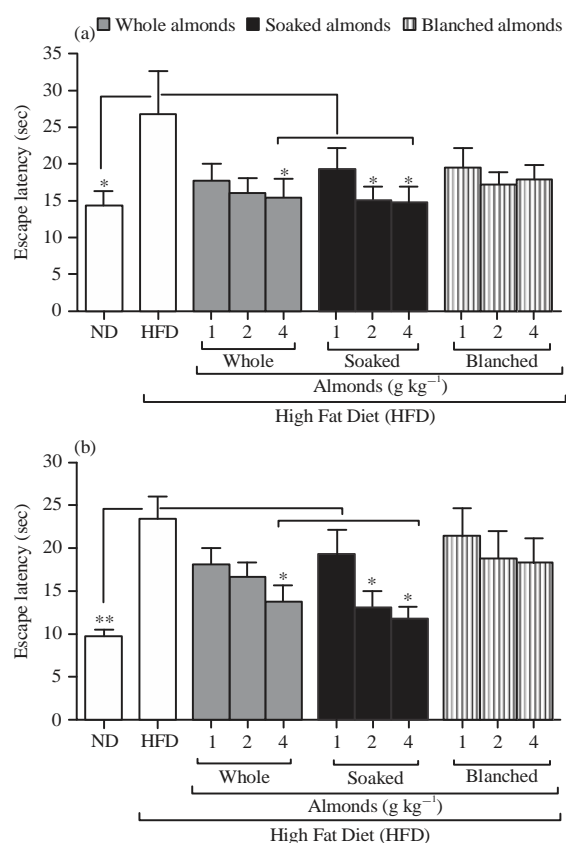 (a) Whole almonds Soaked almonds Blanched almonds
35
30
25
20
15
10
5
0
Escape latency (sec)
* * * *
ND HFD 1 2 4 1 2 4 1 2 4
Whole Soaked Blanched
Almonds (g kg⁻¹)
High Fat Diet (HFD)
(b)
30
25
20
15
10
5
0
Escape latency (sec)
** * * *
ND HFD 1 2 4 1 2 4 1 2 4
Whole Soaked Blanched
Almonds (g kg⁻¹)
High Fat Diet (HFD)